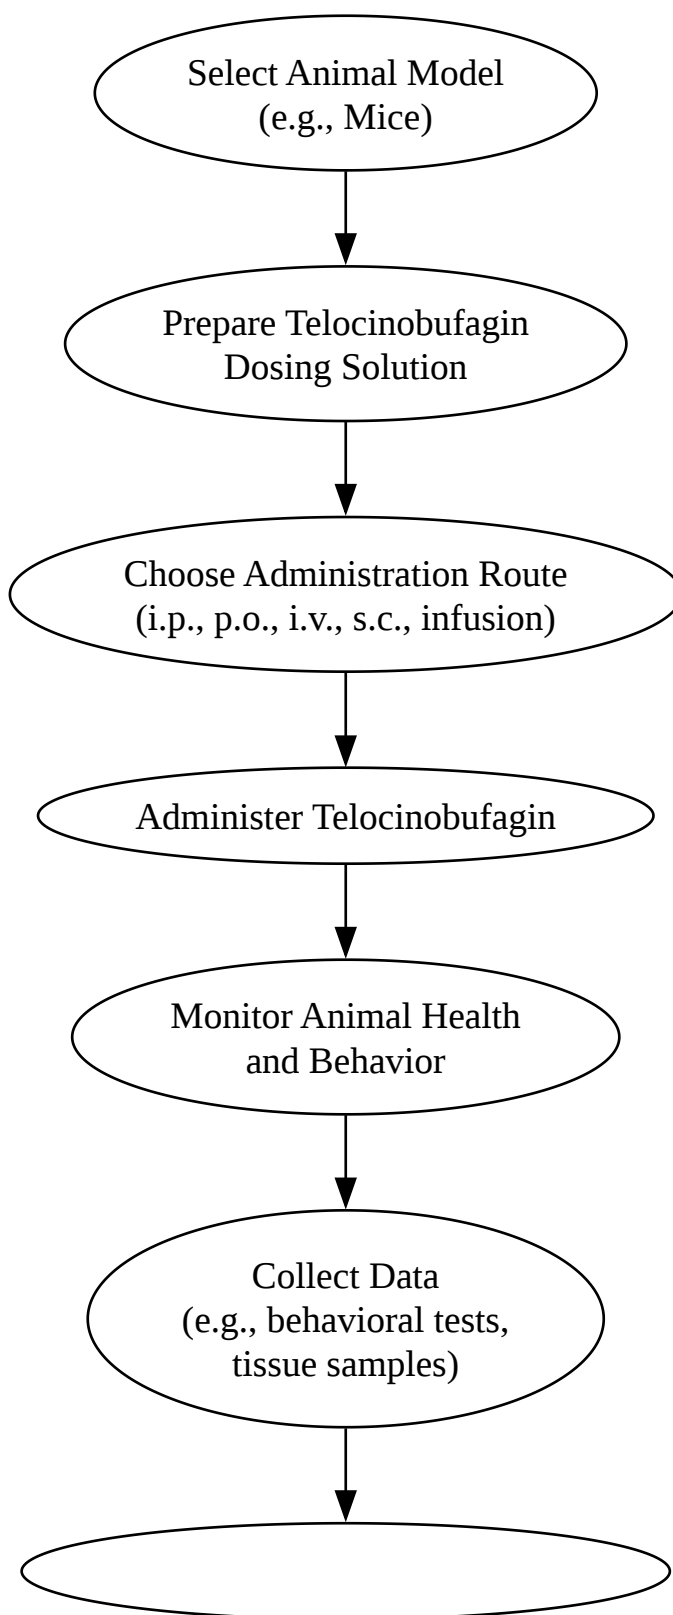 Select Animal Model
(e.g., Mice)
Prepare Telocinobufagin
Dosing Solution
Choose Administration Route
(i.p., p.o., i.v., s.c., infusion)
Administer Telocinobufagin
Monitor Animal Health
and Behavior
Collect Data
(e.g., behavioral tests,
tissue samples)